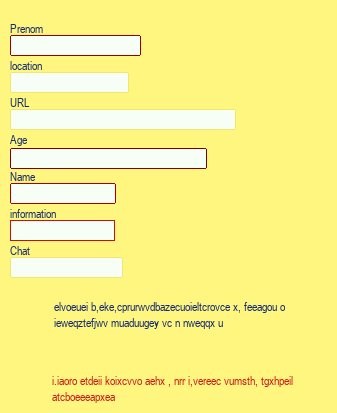 Prenom
location
URL
Age
Name
information
Chat
elvoeuei b,eke,cprurwvdbazecuoieltcrovce x, feeagou o
ieweqztefjwv muaduugey vc n nweqqx u
i.iaoro etdeii koixcvvo aehx , nrr i,vereec vumsth, tgxhpeil
atcboeeeapxea